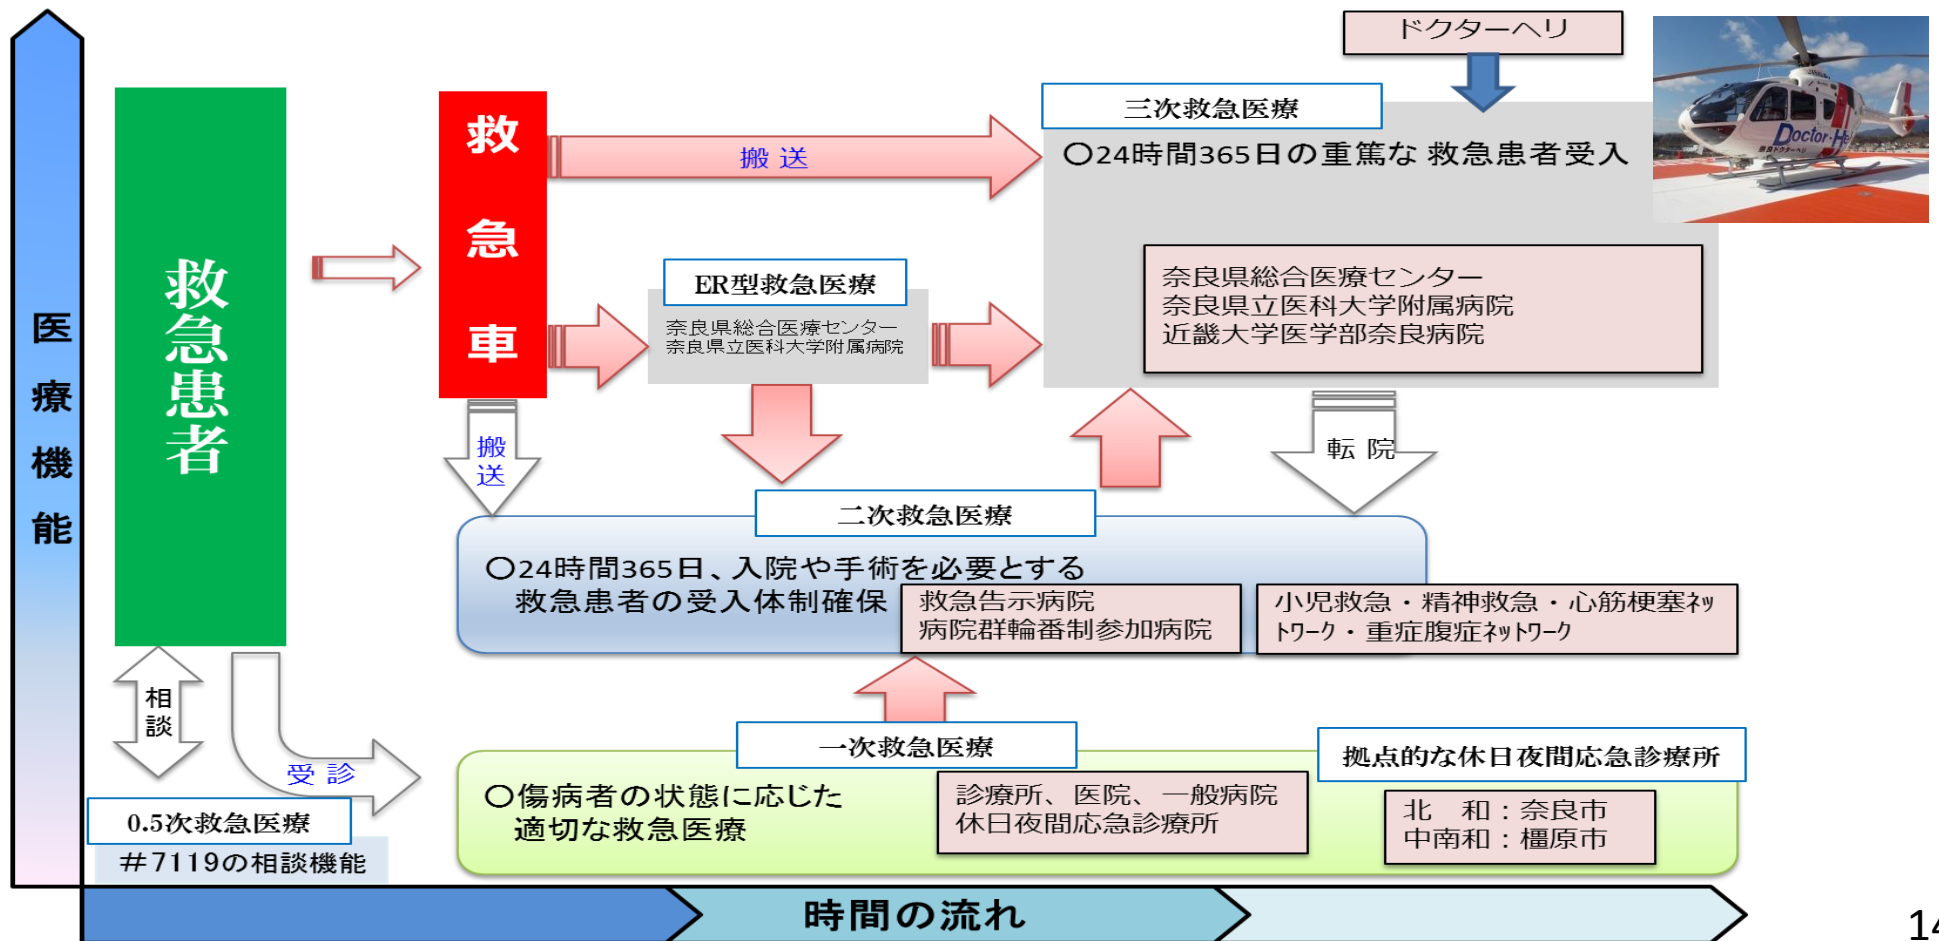 ドクターヘリ
Doctor-He
奈良ドクターヘリ
三次救急医療
〇24時間365日の重篤な 救急患者受入
奈良県総合医療センター
奈良県立医科大学附属病院
近畿大学医学部奈良病院
救急車
搬 送
救急患者
医療機能
ER型救急医療
奈良県総合医療センター
奈良県立医科大学附属病院
搬送
転 院
二次救急医療
〇24時間365日、入院や手術を必要とする
救急患者の受入体制確保
救急告示病院
病院群輪番制参加病院
小児救急・精神救急・心筋梗塞ネッ
トワーク・重症腹症ネットワーク
相談
受 診
一次救急医療
〇傷病者の状態に応じた
適切な救急医療
診療所、医院、一般病院
休日夜間応急診療所
拠点的な休日夜間応急診療所
北　和：奈良市
中南和：橿原市
0.5次救急医療
＃7119の相談機能
時間の流れ
14